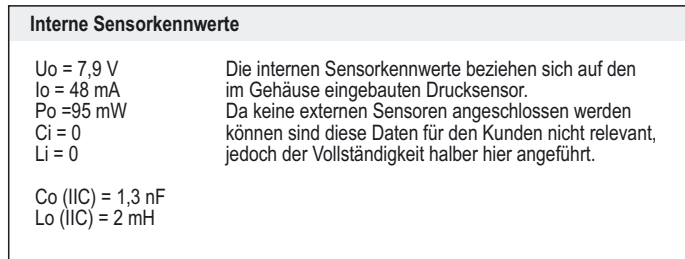 Interne Sensorkennwerte
Uo = 7,9 V
Io = 48 mA
Po =95 mW
Ci = 0
Li = 0
Die internen Sensorkennwerte beziehen sich auf den
im Gehäuse eingebauten Drucksensor.
Da keine externen Sensoren angeschlossen werden
können sind diese Daten für den Kunden nicht relevant,
jedoch der Vollständigkeit halber hier angeführt.
Co (IIC) = 1,3 nF
Lo (IIC) = 2 mH